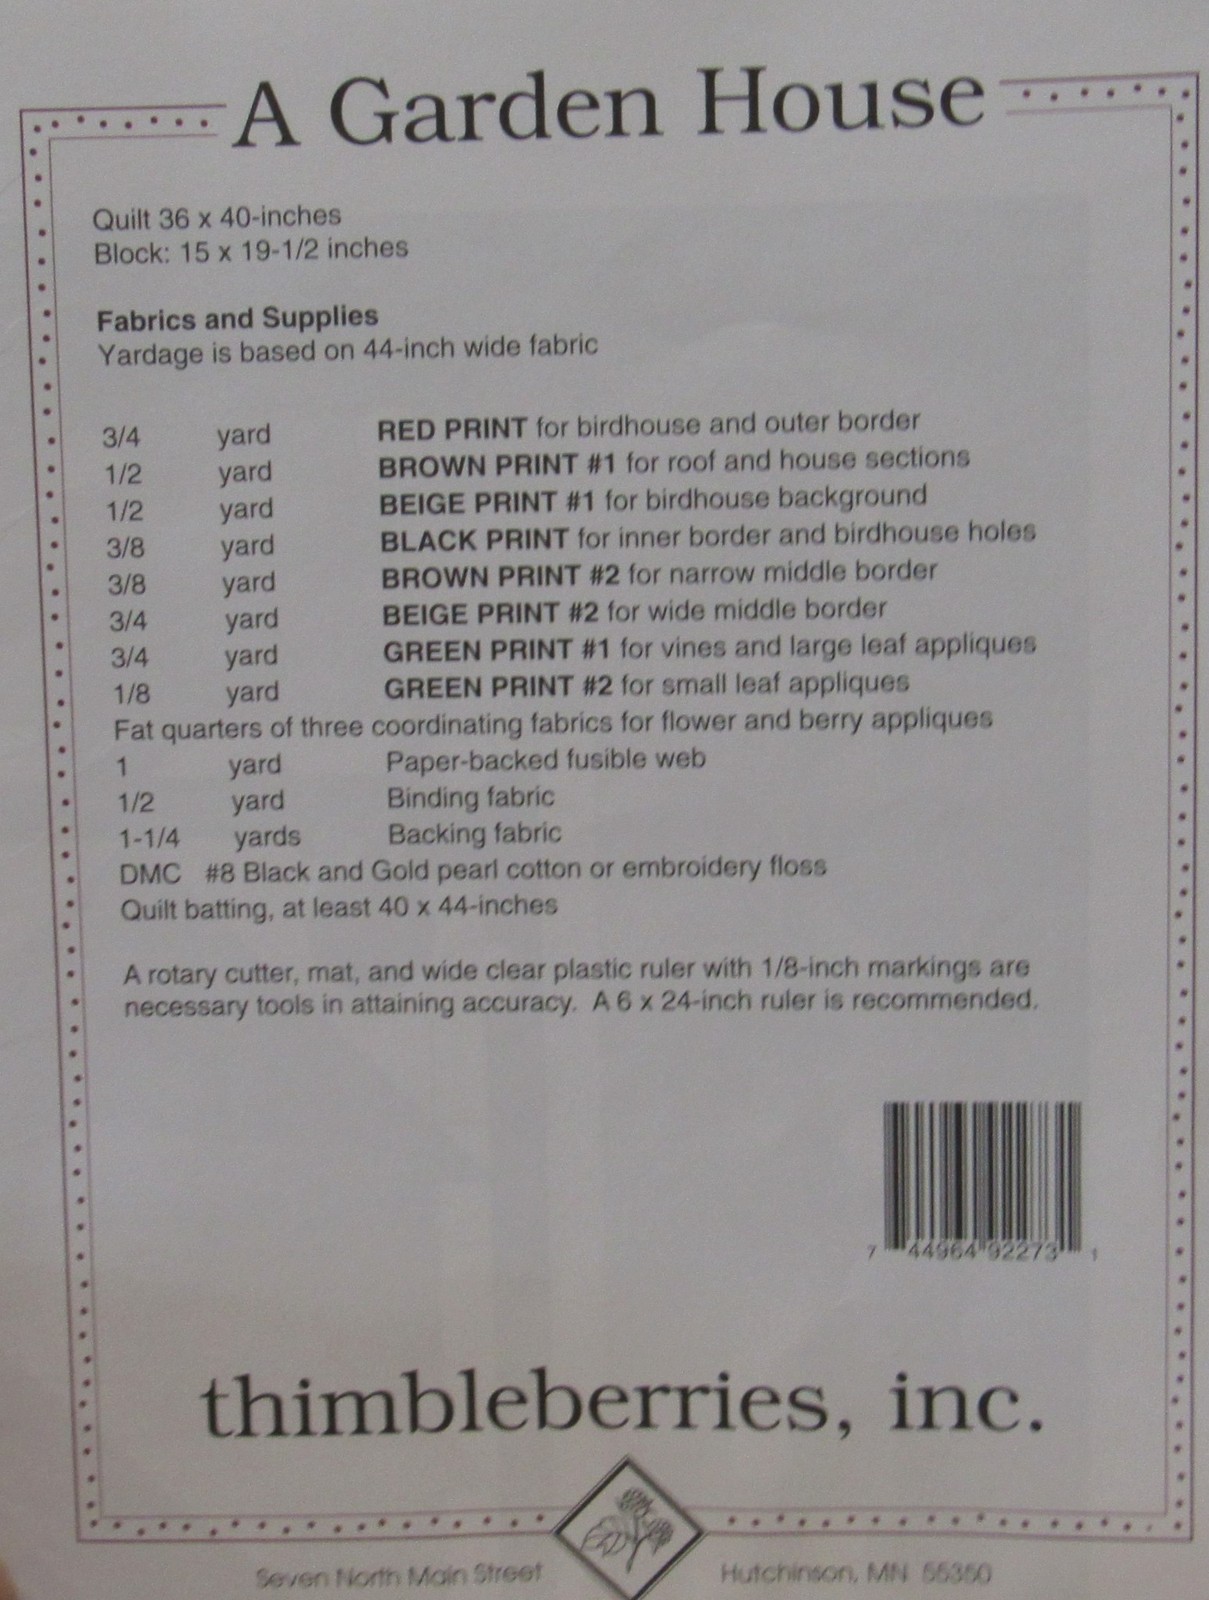 A Garden House
Quilt 36 x 40-inches
Block: 15 x 19-1/2 inches
Fabrics and Supplies
Yardage is based on 44-inch wide fabric
3/4 yard RED PRINT for birdhouse and outer border
1/2 yard BROWN PRINT #1 for roof and house sections
1/2 yard BEIGE PRINT #1 for birdhouse background
3/8 yard BLACK PRINT for inner border and birdhouse holes
3/8 yard BROWN PRINT #2 for narrow middle border
3/4 yard BEIGE PRINT #2 for wide middle border
3/4 yard GREEN PRINT #1 for vines and large leaf appliques
1/8 yard GREEN PRINT #2 for small leaf appliques
Fat quarters of three coordinating fabrics for flower and berry appliques
1 yard Paper-backed fusible web
1/2 yard Binding fabric
1-1/4 yards Backing fabric
DMC #8 Black and Gold pearl cotton or embroidery floss
Quilt batting, at least 40 x 44-inches
A rotary cutter, mat, and wide clear plastic ruler with 1/8-inch markings are
necessary tools in attaining accuracy. A 6 x 24-inch ruler is recommended.
7 44964 92273 1
thimbleberries, inc.
Seven North Main Street Hutchinson, MN 55350